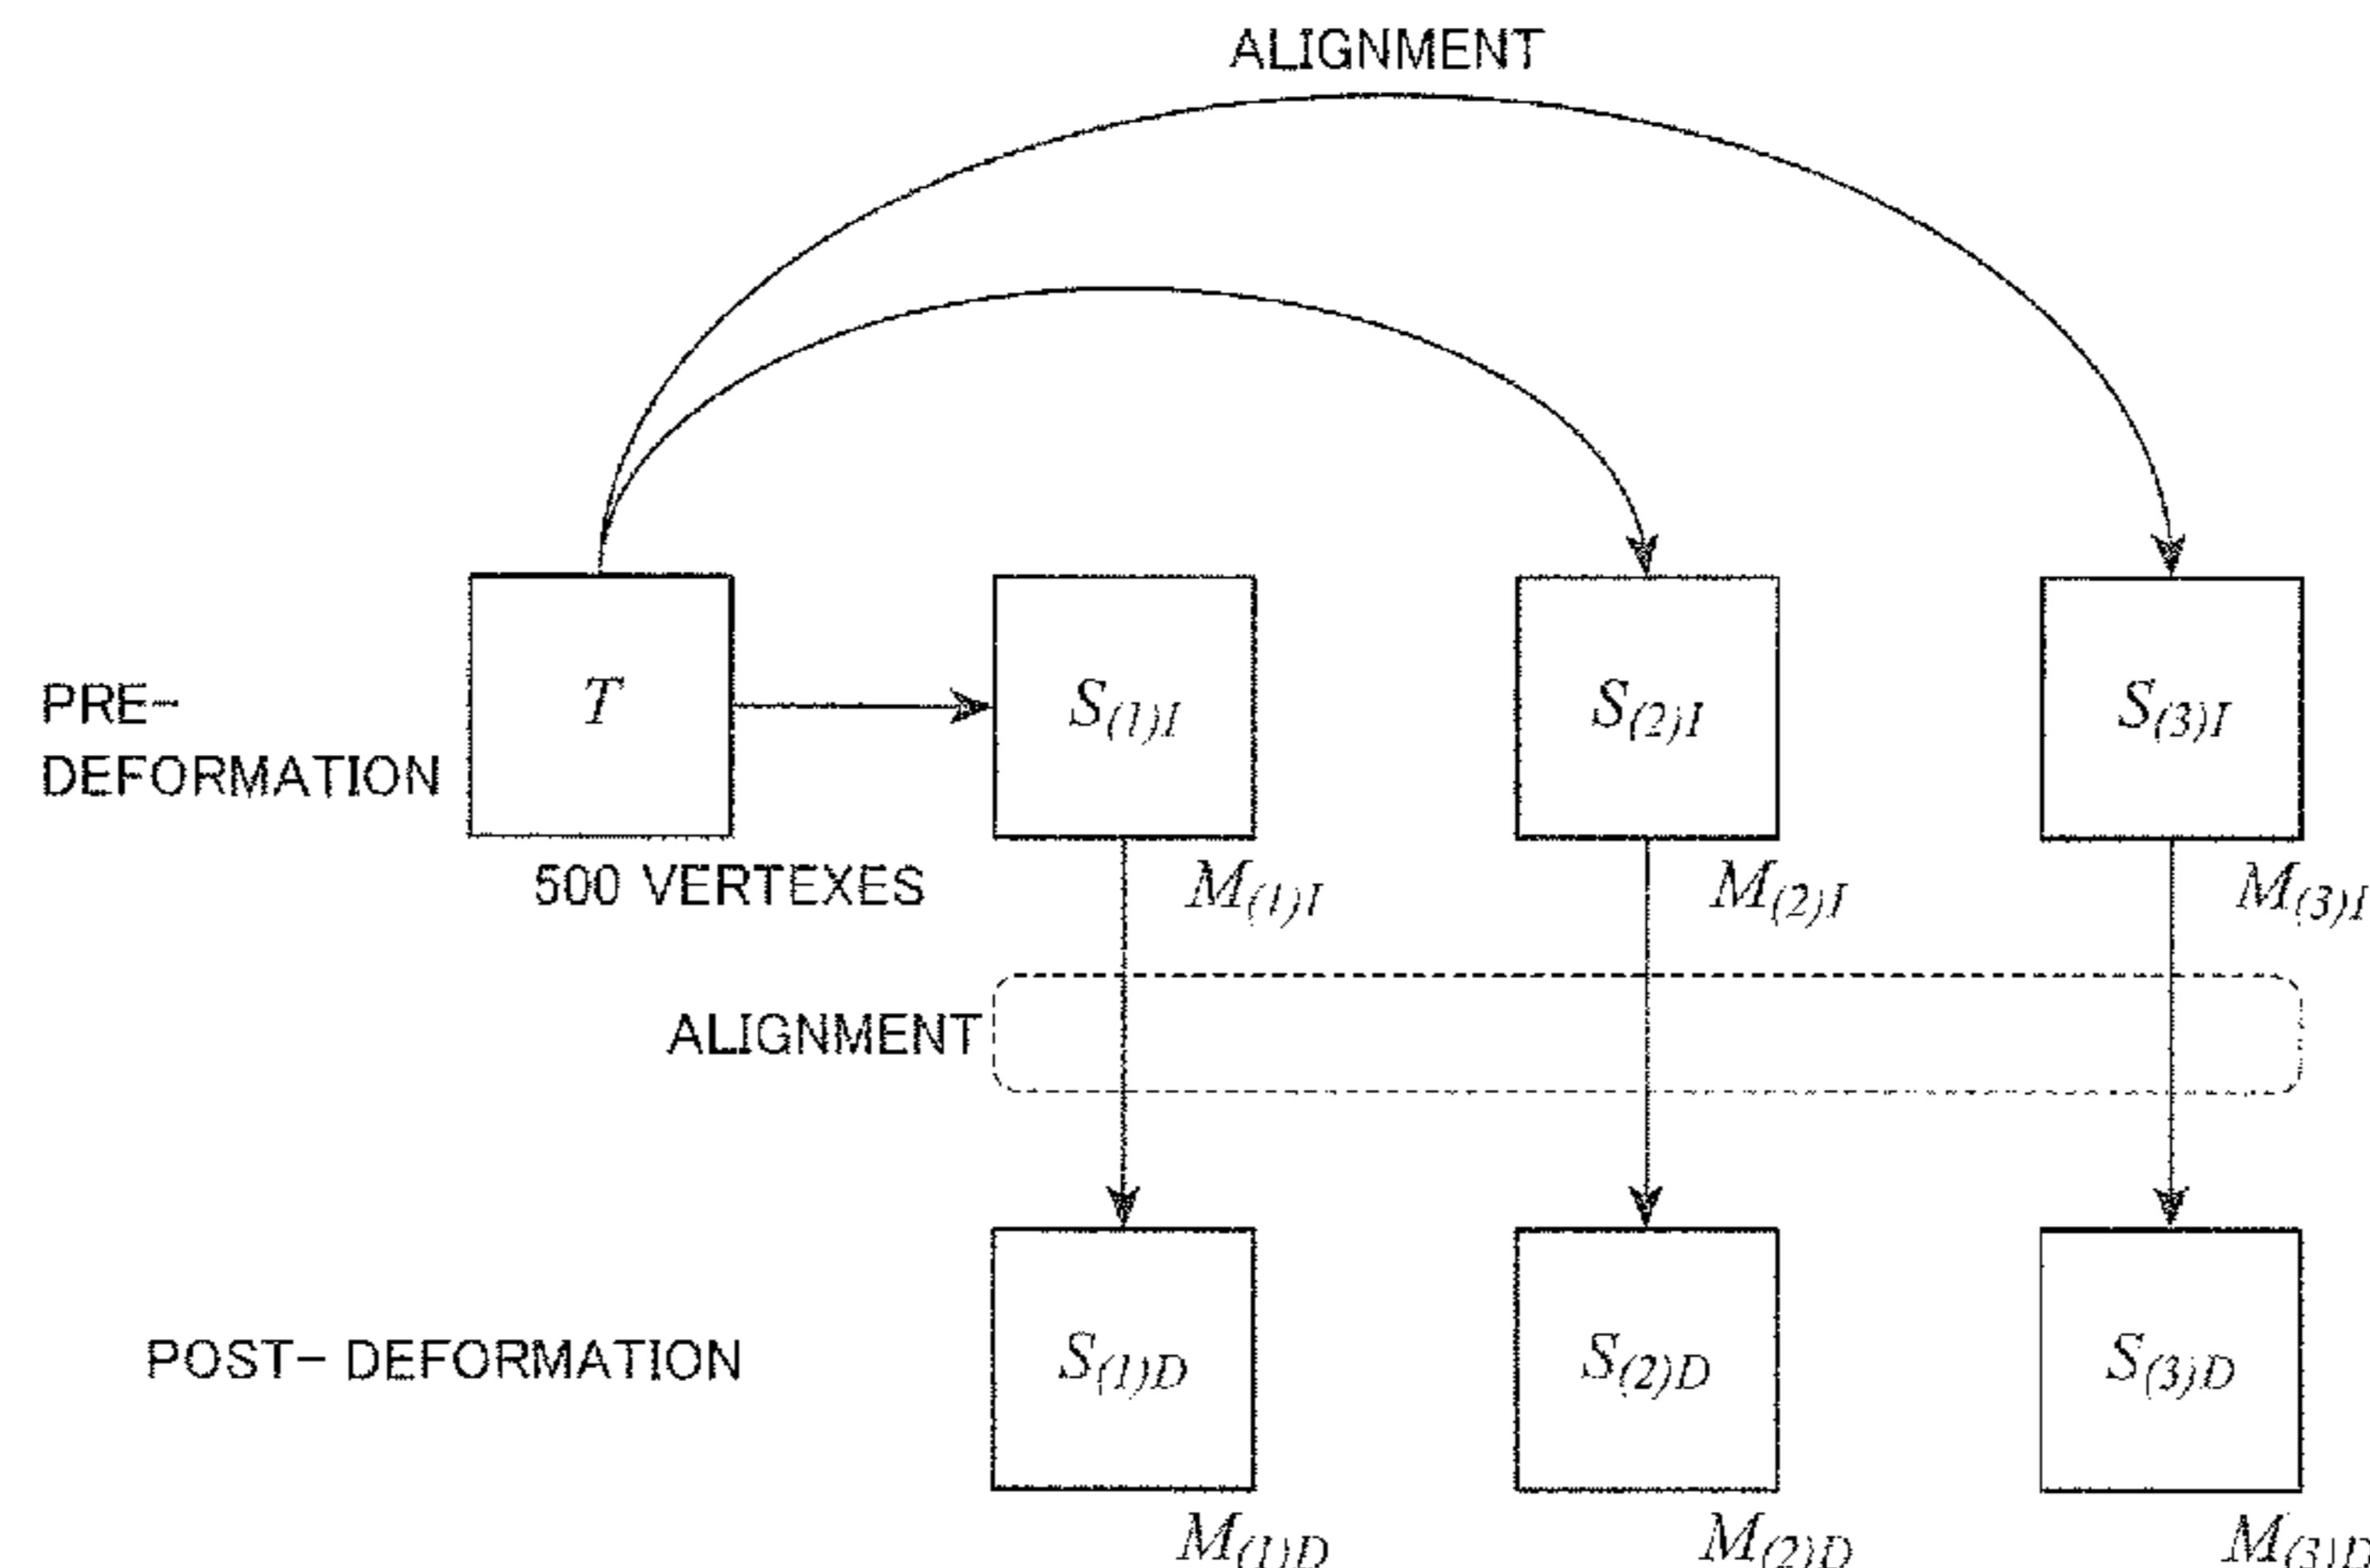 ALIGNMENT
T
S(1)I
S(2)I
S(3)I
PRE-
DEFORMATION
500 VERTEXES
M(1)I
M(2)I
M(3)I
ALIGNMENT
POST- DEFORMATION
S(1)D
S(2)D
S(3)D
M(1)D
M(2)D
M(3)D